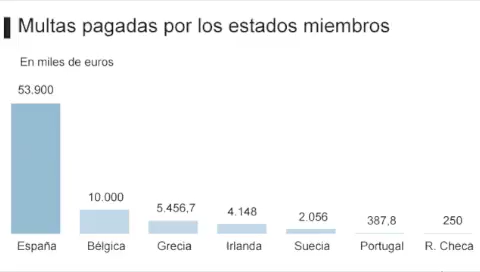 Multas pagadas por los estados miembros
En miles de euros
53.900
10.000
5.456,7
4.148
2.056
387,8
250
España
Bélgica
Grecia
Irlanda
Suecia
Portugal
R. Checa